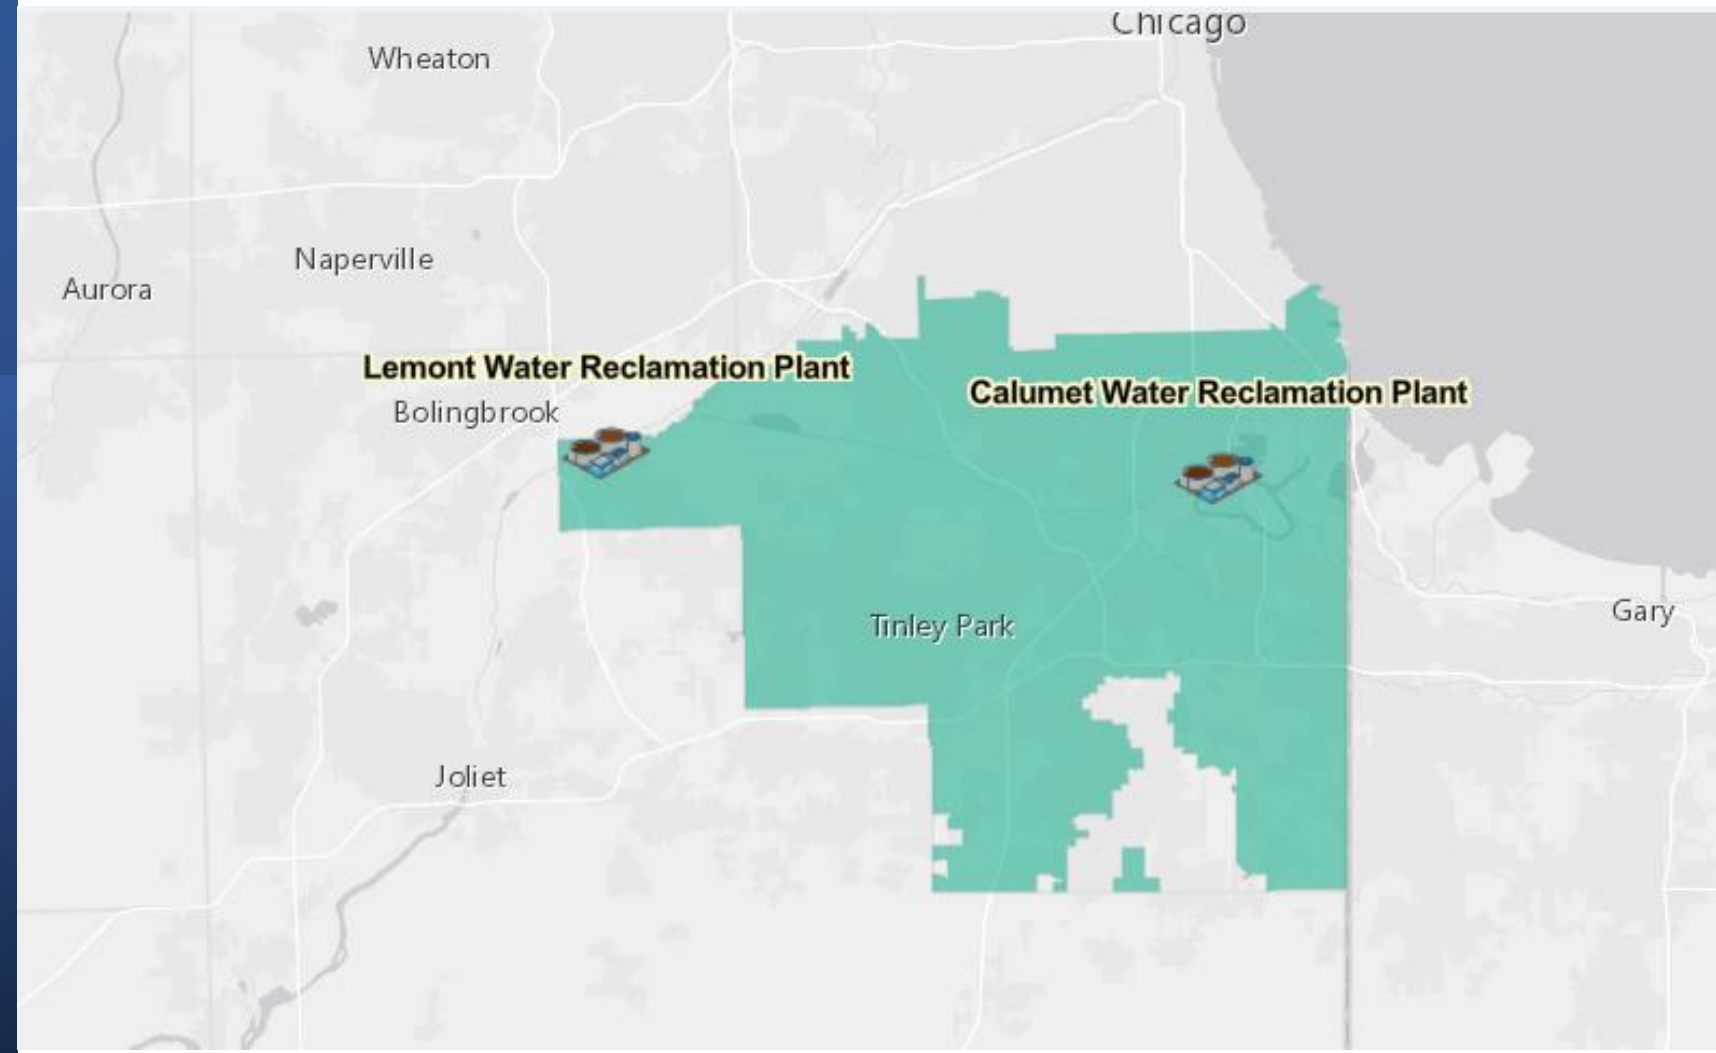 Chicago
Wheaton
Naperville
Aurora
Lemont Water Reclamation Plant
Calumet Water Reclamation Plant
Bolingbrook
Tinley Park
Gary
Joliet